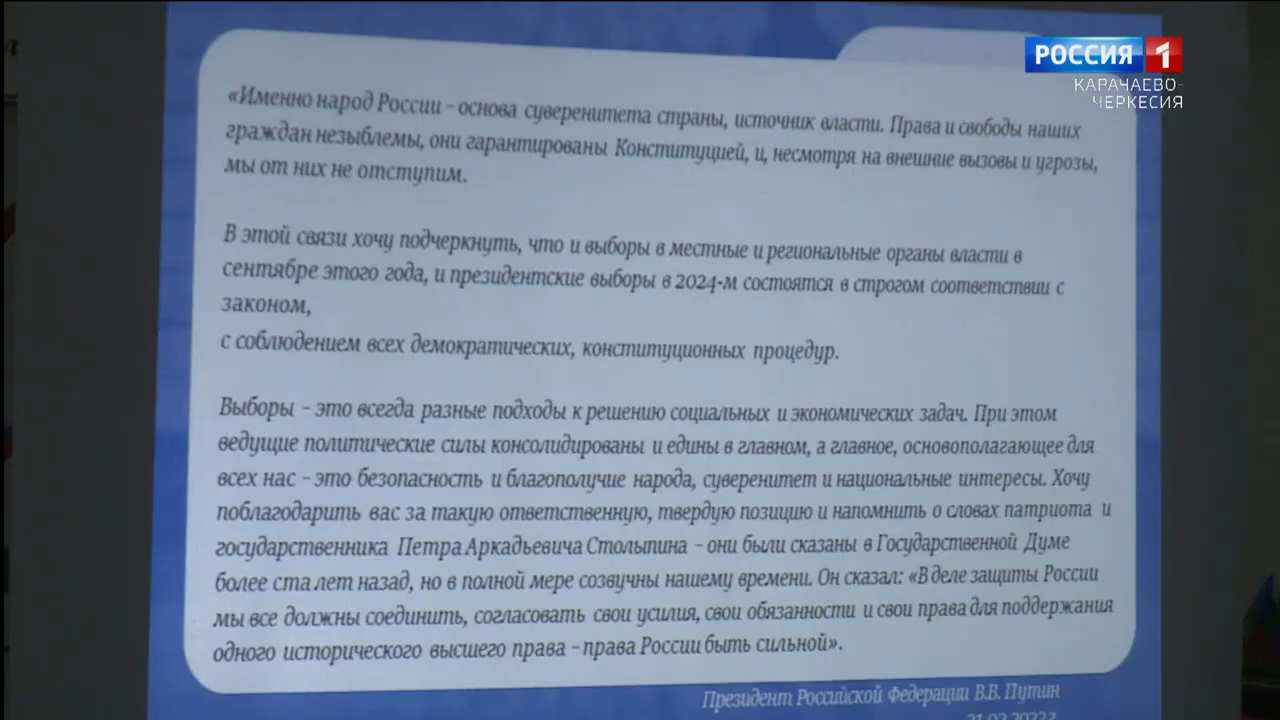 РОССИЯ 1
КАРАЧАЕВО-
ЧЕРКЕСИЯ
«Именно народ России – основа суверенитета страны, источник власти. Права и свободы наших
граждан незыблемы, они гарантированы Конституцией, и, несмотря на внешние вызовы и угрозы,
мы от них не отступим.
В этой связи хочу подчеркнуть, что и выборы в местные и региональные органы власти в
сентябре этого года, и президентские выборы в 2024-м состоятся в строгом соответствии с
законом,
с соблюдением всех демократических, конституционных процедур.
Выборы – это всегда разные подходы к решению социальных и экономических задач. При этом
ведущие политические силы консолидированы и едины в главном, а главное, основополагающее для
всех нас – это безопасность и благополучие народа, суверенитет и национальные интересы. Хочу
поблагодарить вас за такую ответственную, твердую позицию и напомнить о словах патриота и
государственника Петра Аркадьевича Столыпина – они были сказаны в Государственной Думе
более ста лет назад, но в полной мере созвучны нашему времени. Он сказал: «В деле защиты России
мы все должны соединить, согласовать свои усилия, свои обязанности и свои права для поддержания
одного исторического высшего права – права России быть сильной».
Президент Российской Федерации В.В. Путин